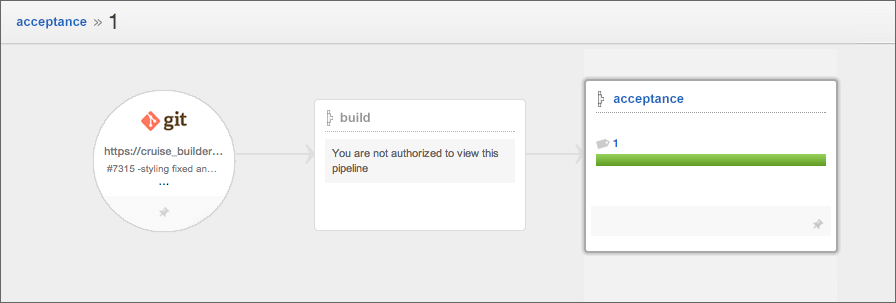 acceptance » 1
git
https://cruise_builder...
#7315 -styling fixed an...
...
build
You are not authorized to view this
pipeline
acceptance
1